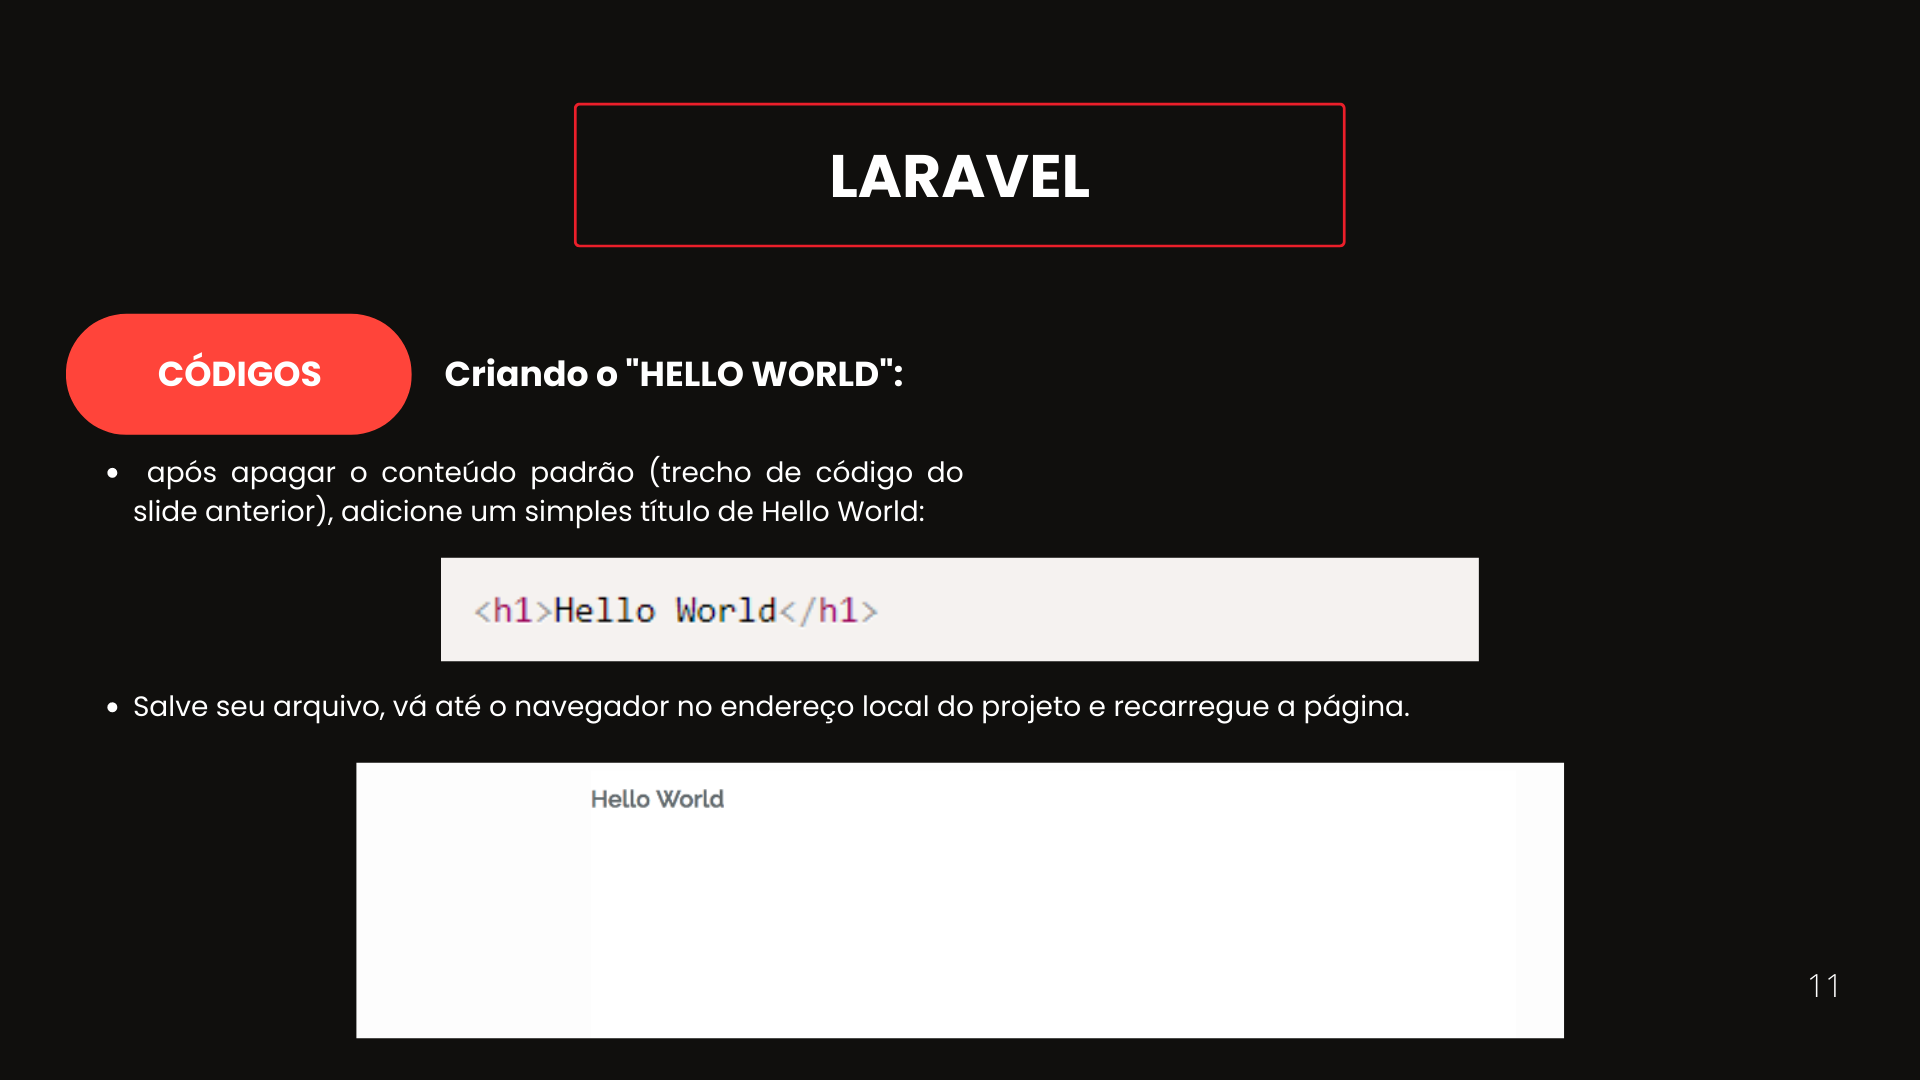 LARAVEL
CÓDIGOS
Criando o "HELLO WORLD":
• após apagar o conteúdo padrão (trecho de código do
slide anterior), adicione um simples título de Hello World:
<h1>Hello World</h1>
• Salve seu arquivo, vá até o navegador no endereço local do projeto e recarregue a página.
Hello World
11